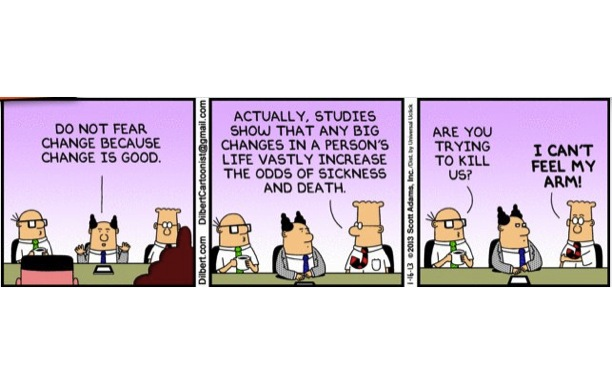 DO NOT FEAR
CHANGE BECAUSE
CHANGE IS GOOD.
Dilbert.com DilbertCartoonist@gmail.com
ACTUALLY, STUDIES
SHOW THAT ANY BIG
CHANGES IN A PERSON'S
LIFE VASTLY INCREASE
THE ODDS OF SICKNESS
AND DEATH.
1-16-13 ©2013 Scott Adams, Inc. /Dist. by Universal Uclick
ARE YOU
TRYING
TO KILL
US?
I CAN'T
FEEL MY
ARM!